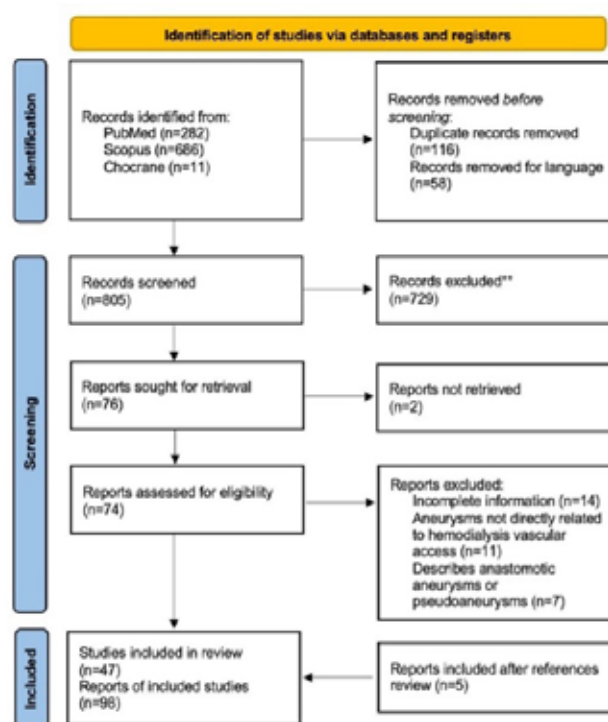 Identification of studies via databases and registers
Identification
Records identified from:
PubMed (n=282)
Scopus (n=686)
Chocrane (n=11)
Records removed before
screening:
Duplicate records removed
(n=116)
Records removed for language
(n=58)
Screening
Records screened
(n=805)
Records excluded**
(n=729)
Reports sought for retrieval
(n=76)
Reports not retrieved
(n=2)
Reports assessed for eligibility
(n=74)
Reports excluded:
Incomplete information (n=14)
Aneurysms not directly related
to hemodialysis vascular
access (n=11)
Describes anastomotic
aneurysms or
pseudoaneurysms (n=7)
Included
Studies included in review
(n=47)
Reports of included studies
(n=98)
Reports included after references
review (n=5)